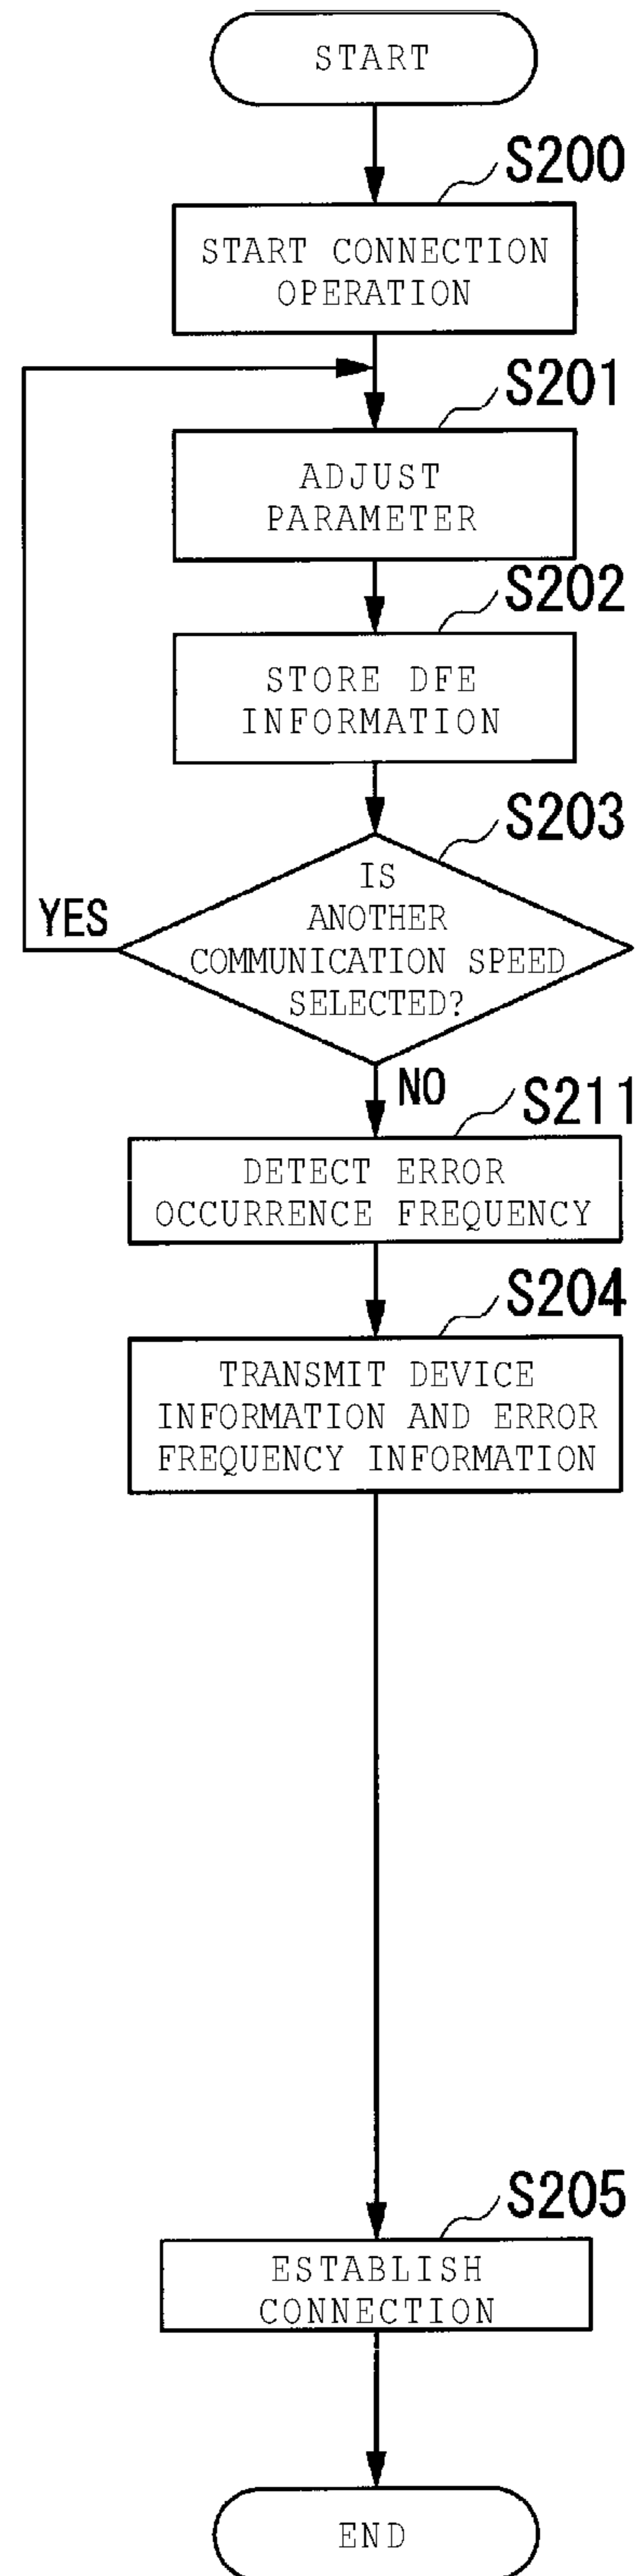 START
S200
START CONNECTION
OPERATION
S201
ADJUST
PARAMETER
S202
STORE DFE
INFORMATION
S203
IS
ANOTHER
COMMUNICATION SPEED
SELECTED?
YES
NO
S211
DETECT ERROR
OCCURRENCE FREQUENCY
S204
TRANSMIT DEVICE
INFORMATION AND ERROR
FREQUENCY INFORMATION
S205
ESTABLISH
CONNECTION
END